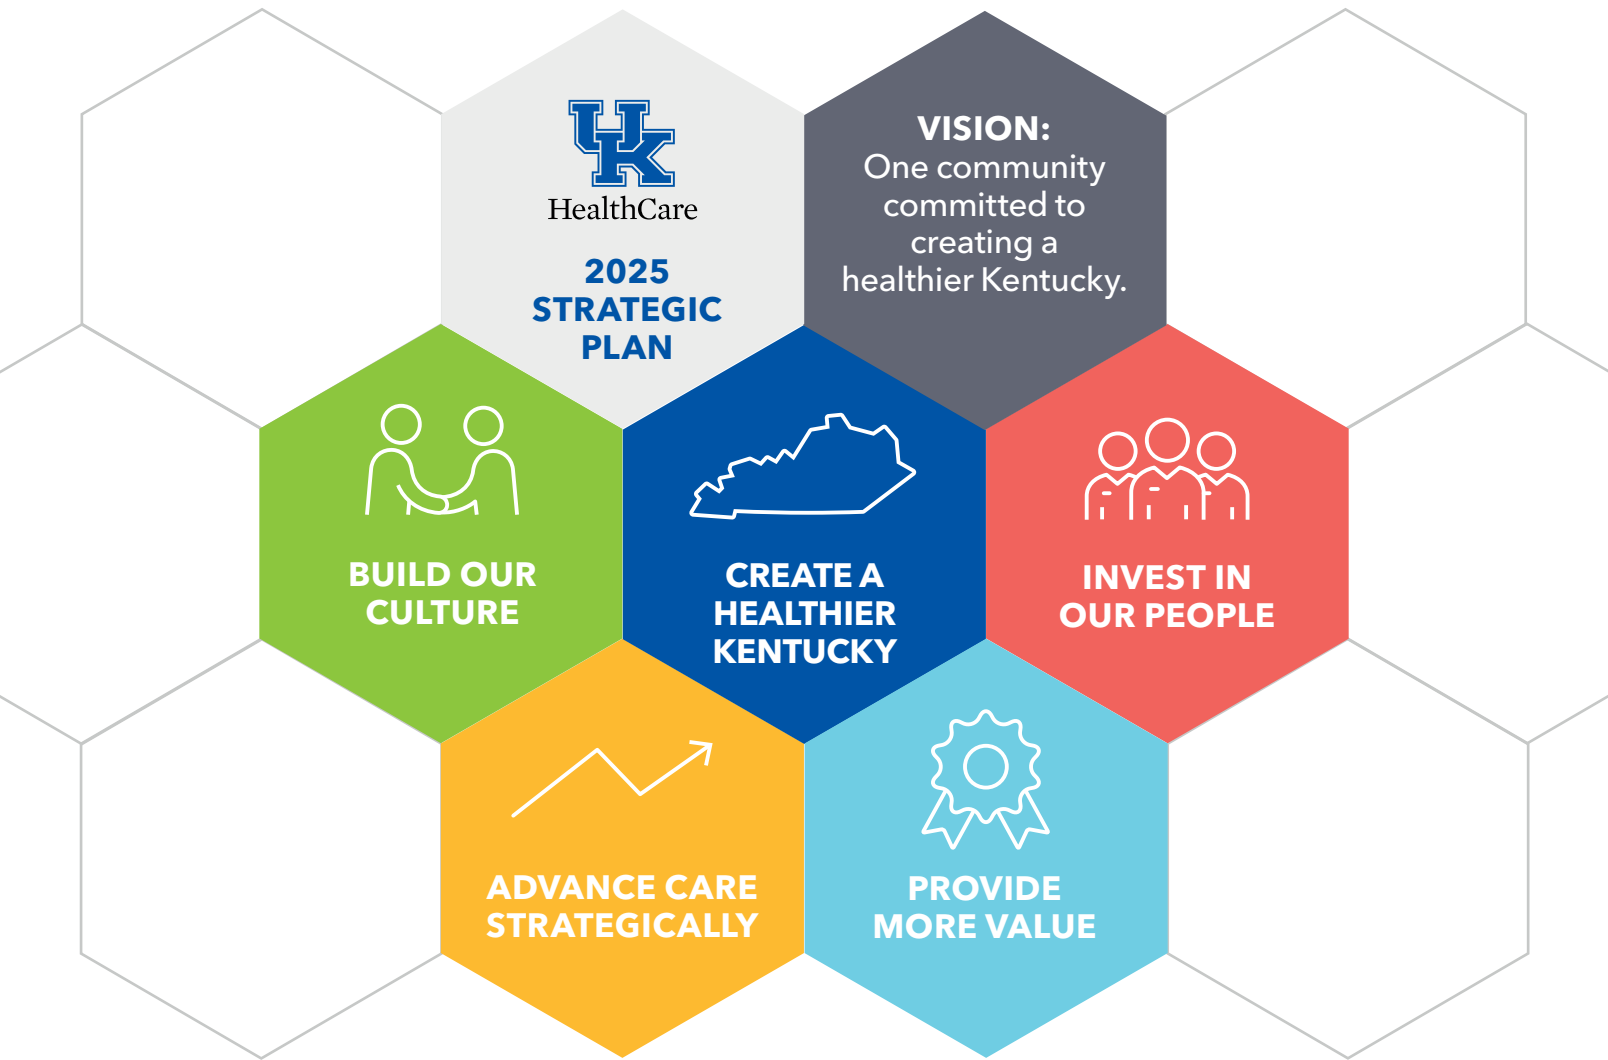 UK
HealthCare
2025
STRATEGIC
PLAN
VISION:
One community
committed to
creating a
healthier Kentucky.
BUILD OUR
CULTURE
CREATE A
HEALTHIER
KENTUCKY
INVEST IN
OUR PEOPLE
ADVANCE CARE
STRATEGICALLY
PROVIDE
MORE VALUE